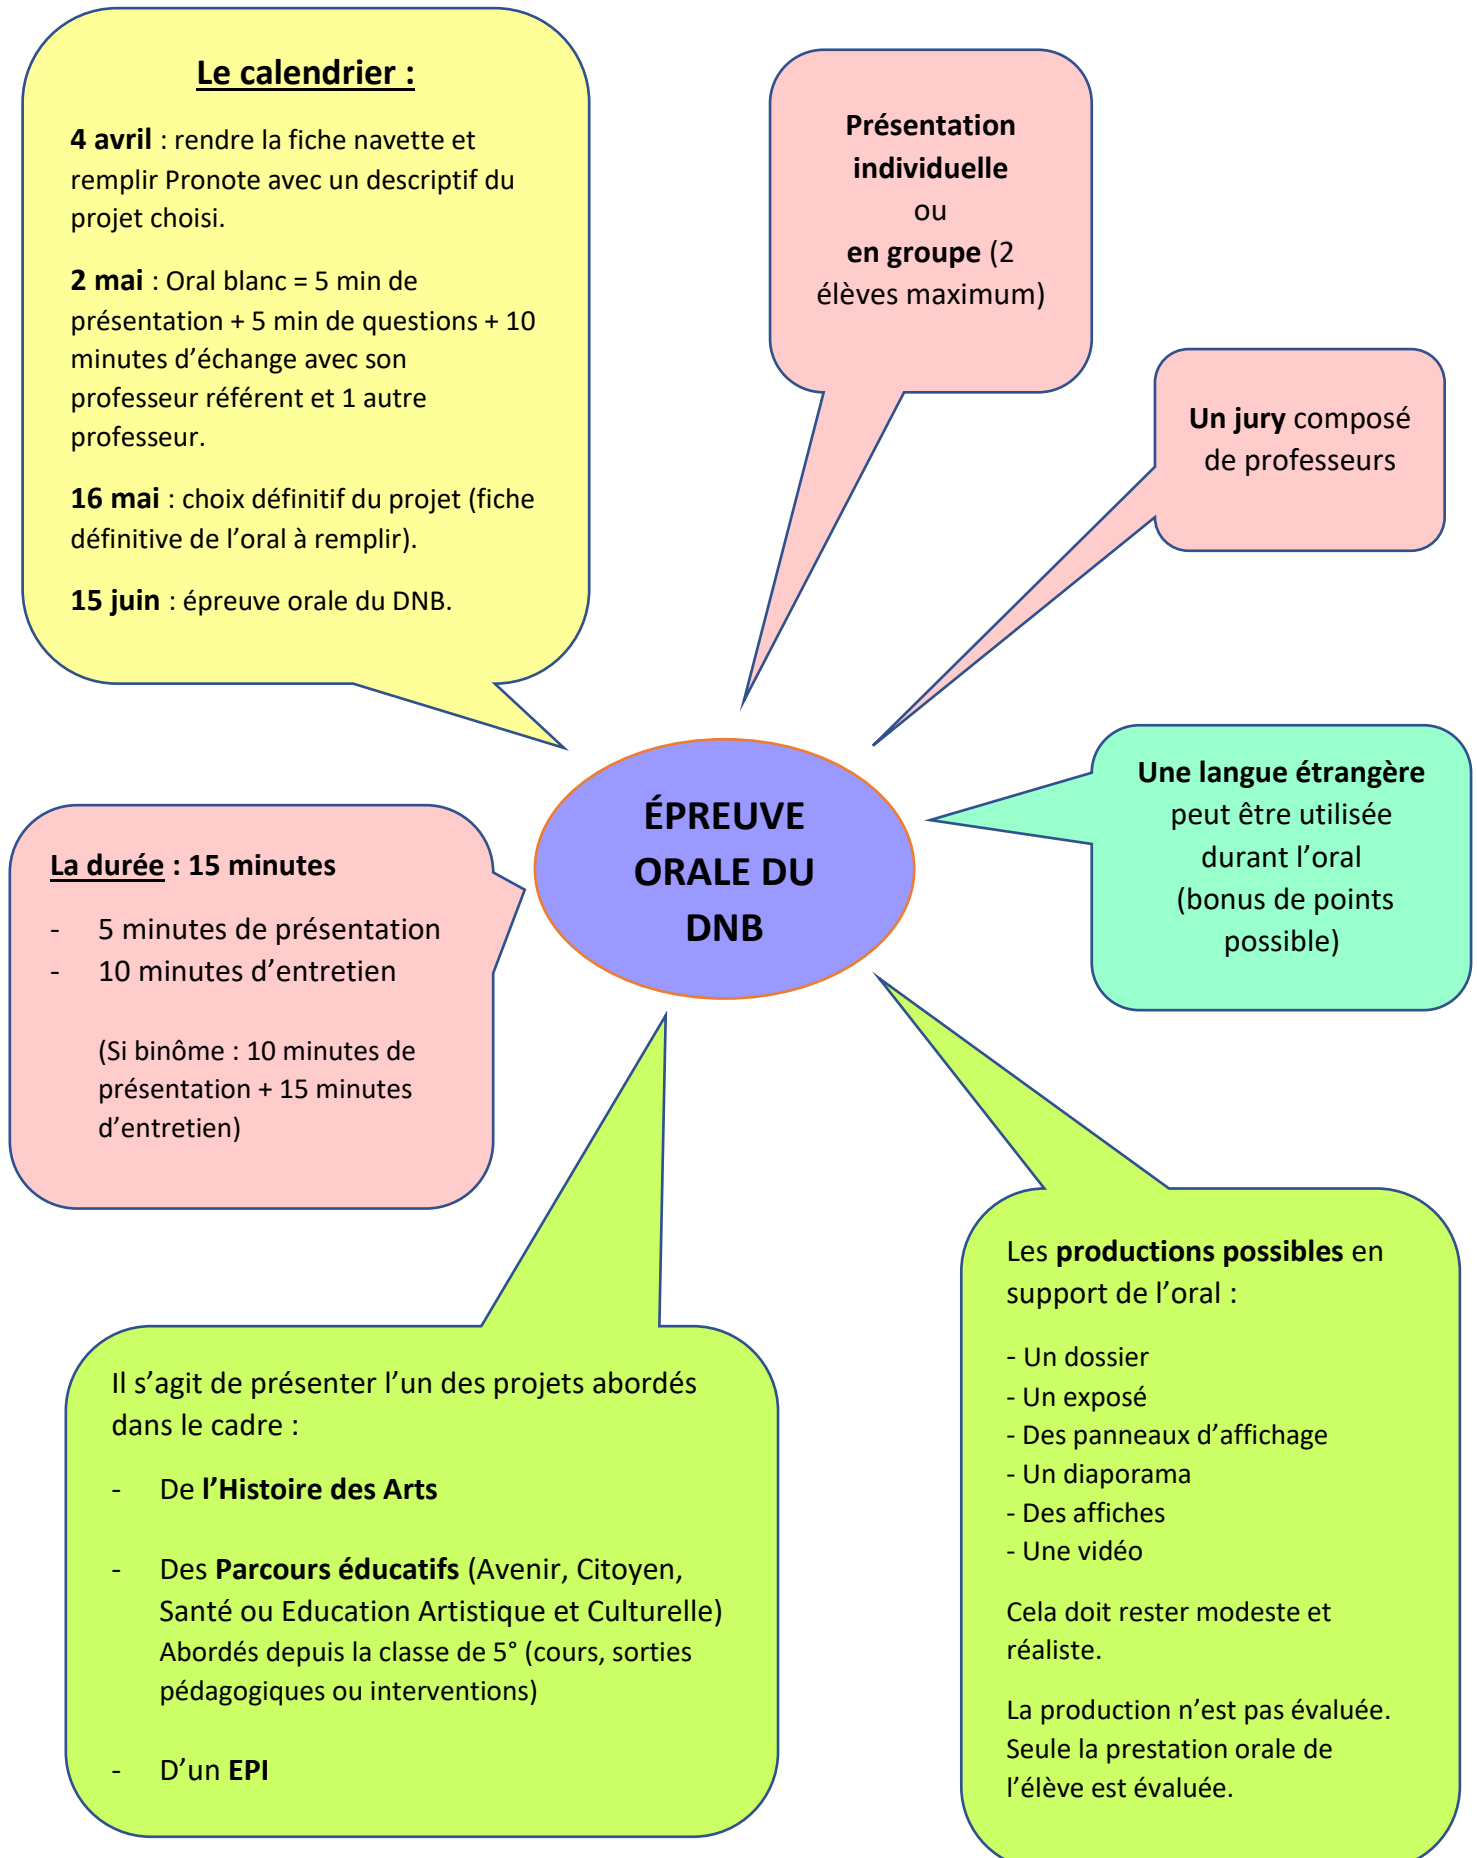 Le calendrier :
4 avril : rendre la fiche navette et
remplir Pronote avec un descriptif du
projet choisi.
2 mai : Oral blanc = 5 min de
présentation + 5 min de questions + 10
minutes d’échange avec son
professeur référent et 1 autre
professeur.
16 mai : choix définitif du projet (fiche
définitive de l’oral à remplir).
15 juin : épreuve orale du DNB.
Présentation
individuelle
ou
en groupe (2
élèves maximum)
Un jury composé
de professeurs
Une langue étrangère
peut être utilisée
durant l’oral
(bonus de points
possible)
ÉPREUVE
ORALE DU
DNB
La durée : 15 minutes
- 5 minutes de présentation
- 10 minutes d’entretien
(Si binôme : 10 minutes de
présentation + 15 minutes
d’entretien)
Il s’agit de présenter l’un des projets abordés
dans le cadre :
- De l’Histoire des Arts
- Des Parcours éducatifs (Avenir, Citoyen,
Santé ou Education Artistique et Culturelle)
Abordés depuis la classe de 5° (cours, sorties
pédagogiques ou interventions)
- D’un EPI
Les productions possibles en
support de l’oral :
- Un dossier
- Un exposé
- Des panneaux d’affichage
- Un diaporama
- Des affiches
- Une vidéo
Cela doit rester modeste et
réaliste.
La production n’est pas évaluée.
Seule la prestation orale de
l’élève est évaluée.